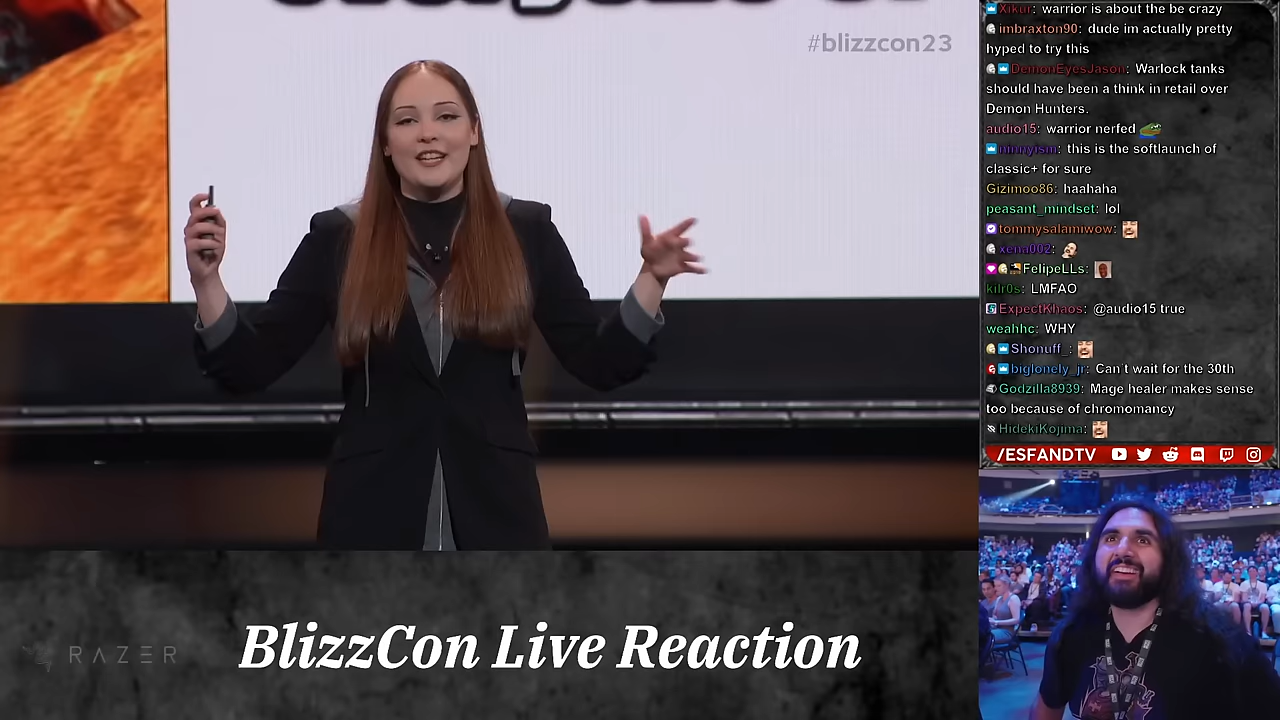 #blizzcon23
Xikur: warrior is about the be crazy
imbraxton90: dude im actually pretty
hyped to try this
DemonEyesJason: Warlock tanks
should have been a think in retail over
Demon Hunters.
audio15: warrior nerfed
ninnyism: this is the softlaunch of
classic+ for sure
Gizimoo86: haahaha
peasant_mindset: lol
tommysalamiwow:
xena002:
FelipeLLs:
kilr0s: LMFAO
ExpectKhaos: @audio15 true
weahhc: WHY
Shonuff_:
biglonely_jr: Can't wait for the 30th
Godzilla8939: Mage healer makes sense
too because of chromomancy
HidekiKojima:
/ESFANDTV
RAZER
BlizzCon Live Reaction